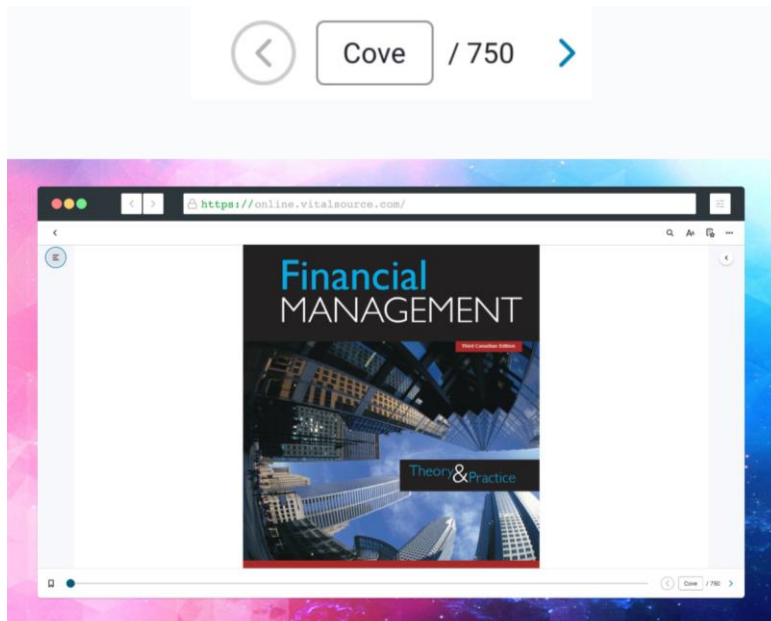 Cove / 750
https://online.vitalsource.com/
Financial
MANAGEMENT
Third Canadian Edition
Theory & Practice
Cove / 750